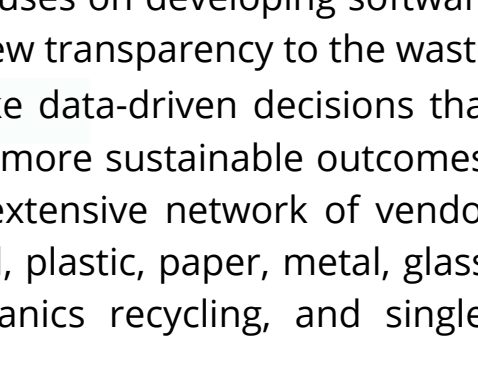 uses on developing softwar
ew transparency to the wast
ke data-driven decisions tha
more sustainable outcomes
extensive network of vendo
l, plastic, paper, metal, glass
anics recycling, and single